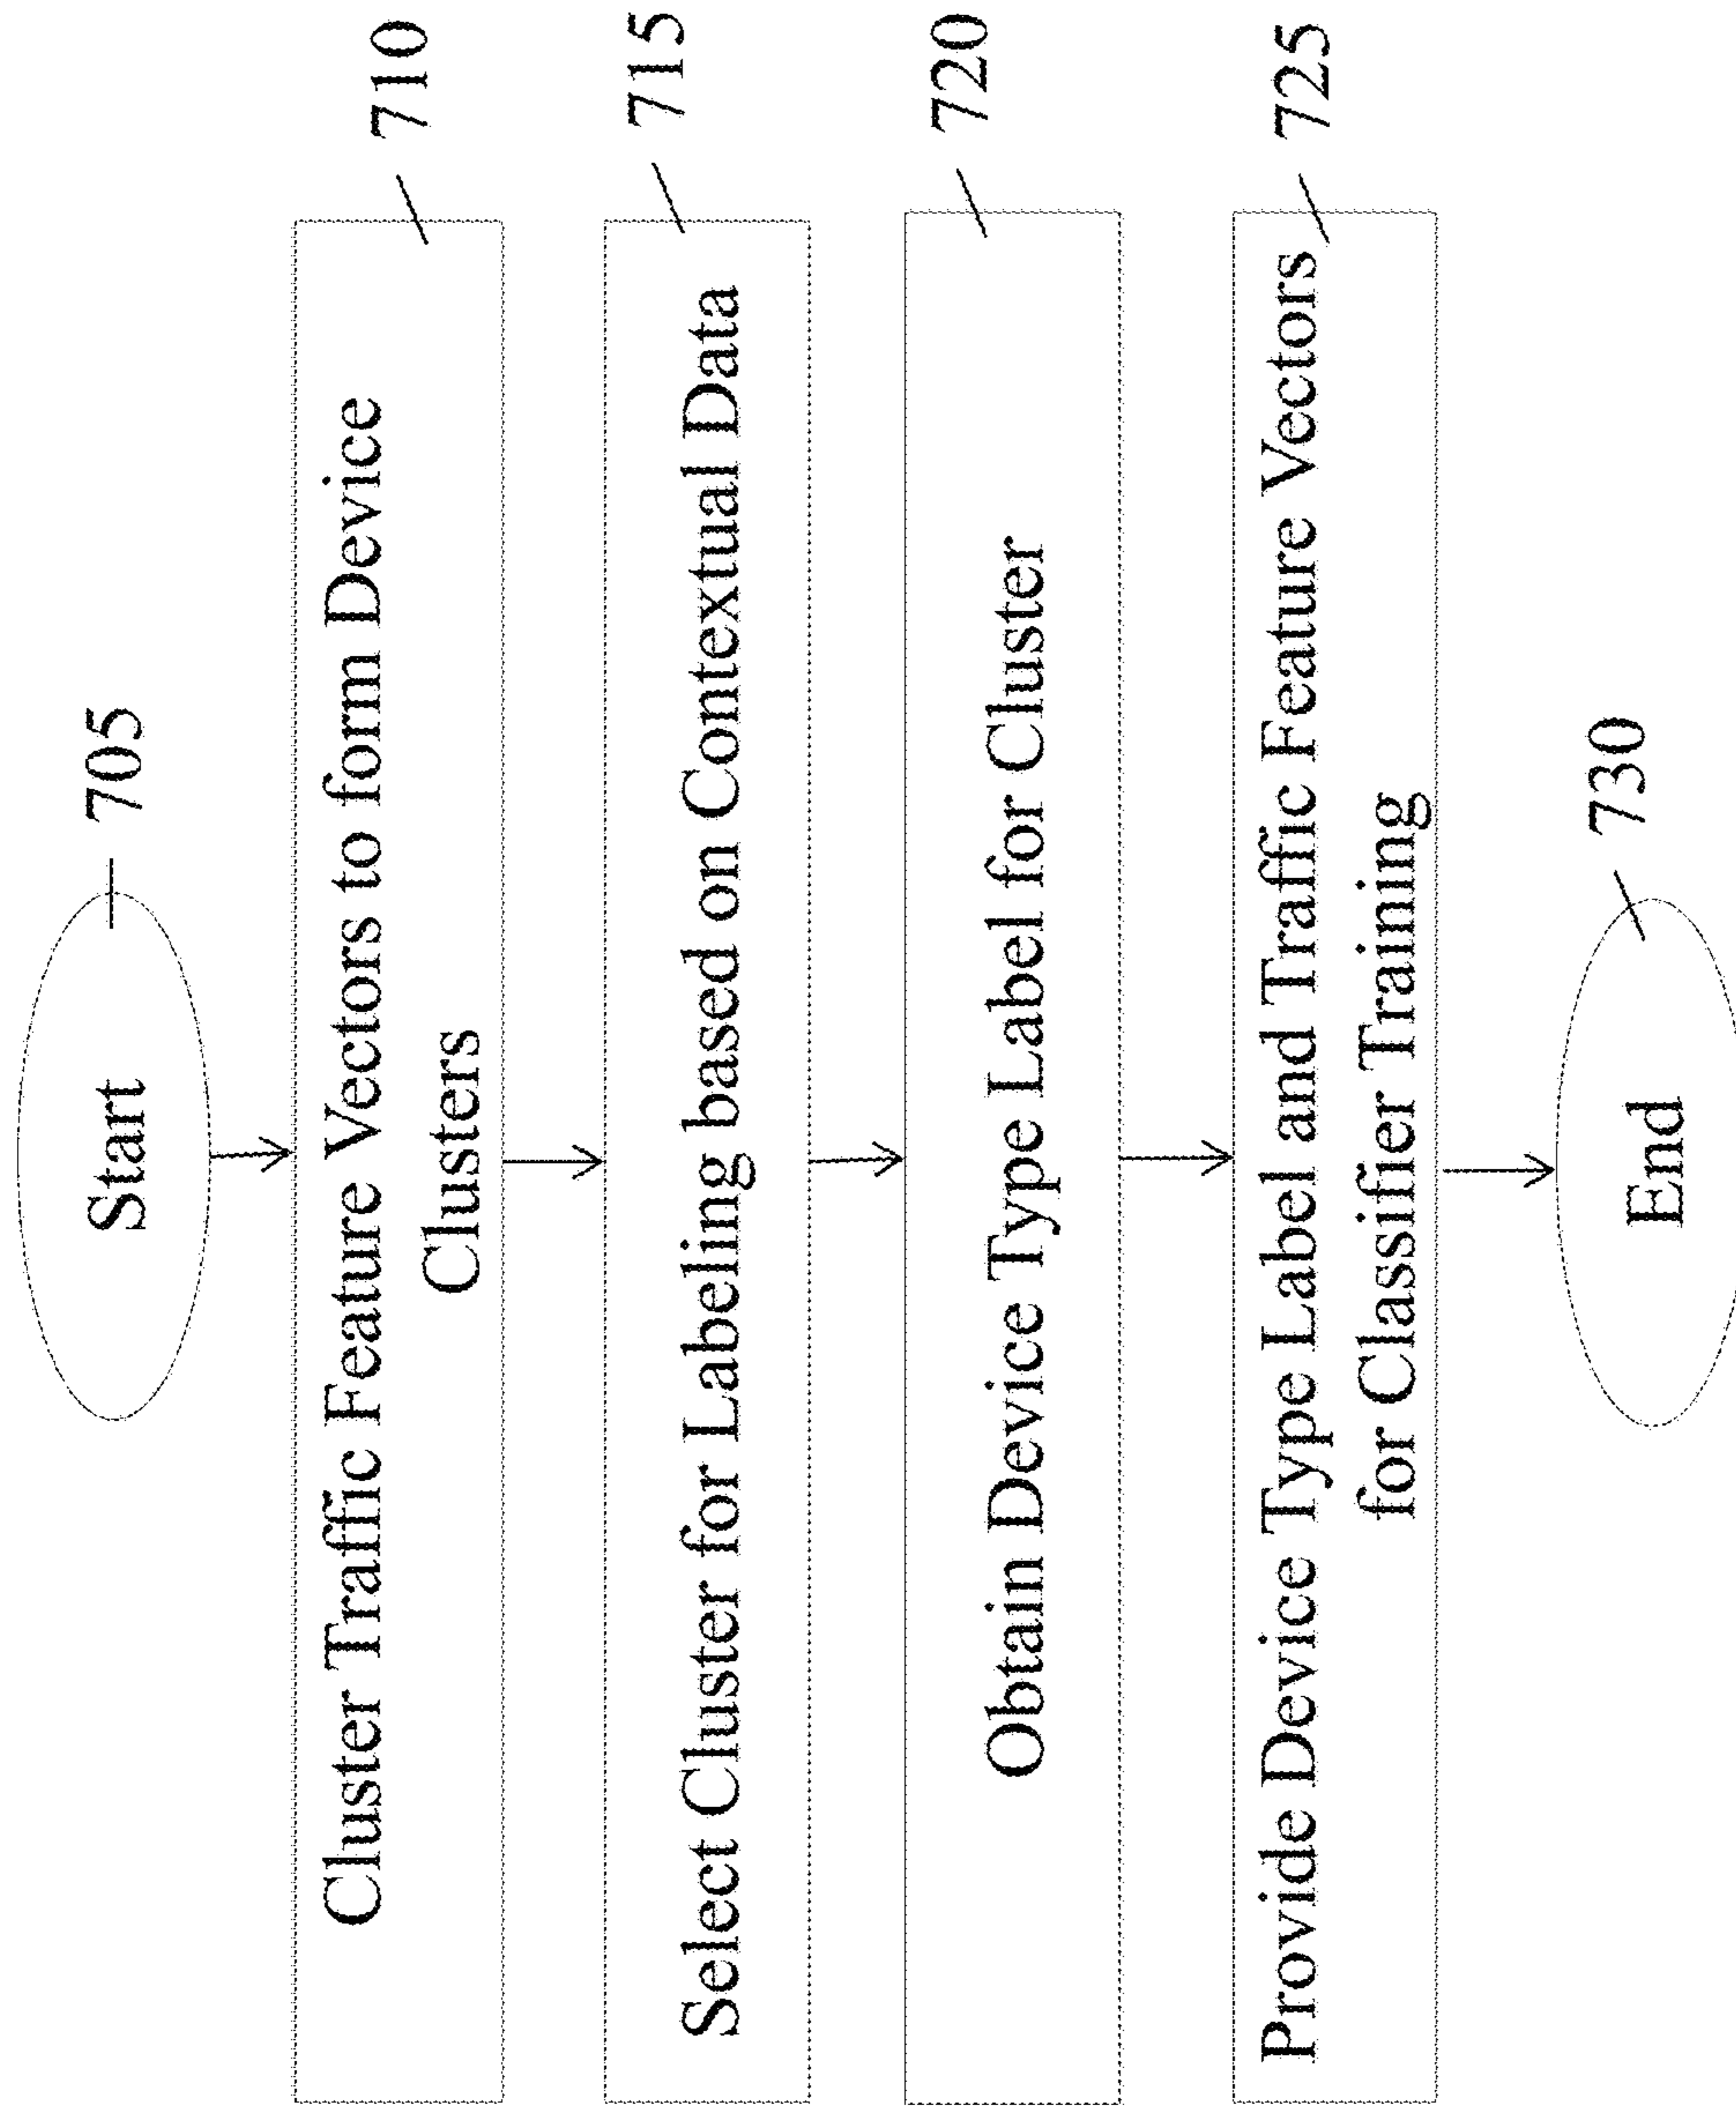 Start
705
Cluster Traffic Feature Vectors to form Device
Clusters
710
Select Cluster for Labeling based on Contextual Data
715
Obtain Device Type Label for Cluster
720
Provide Device Type Label and Traffic Feature Vectors
for Classifier Training
725
End
730